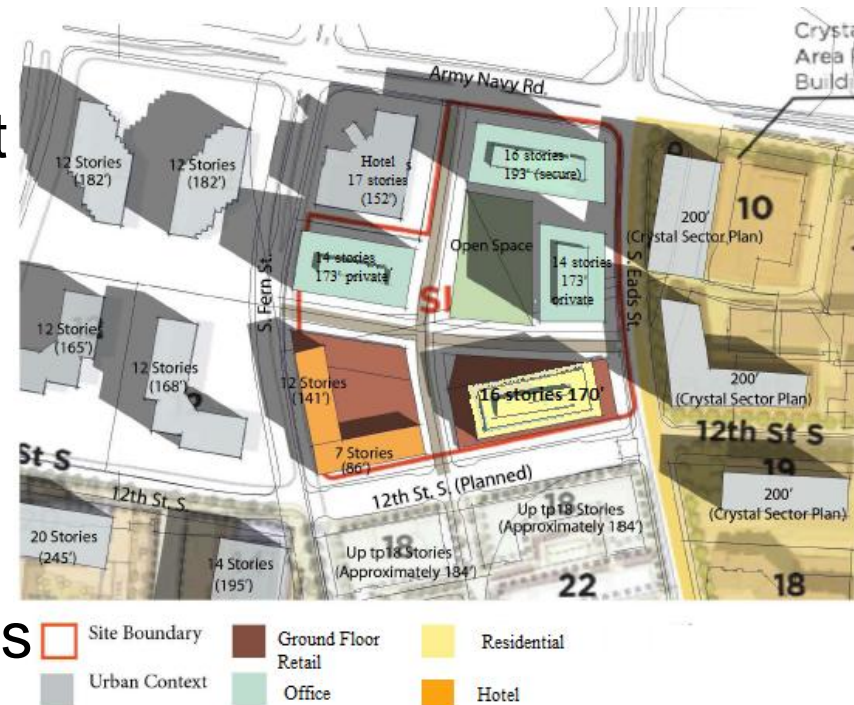 t
Army Navy Rd.
Cryst
Area
Buildi
12 Stories
(182')
12 Stories
(182')
Hotel s
17 stories
(152')
16 stories
193' (secure)
10
200'
(Crystal Sector Plan)
Open Space
S. Fern St.
14 stories
173' private
14 stories
173'
private
S. Eads St.
SI
12 Stories
(165')
12 Stories
(168')
12 Stories
(141')
16 stories 170'
200'
(Crystal Sector Plan)
12th St S
19
7 Stories
(86')
St S
12th St. S.
12th St. S. (Planned)
200'
(Crystal Sector Plan)
20 Stories
(245')
14 Stories
(195')
18
Up tp18 Stories
(Approximately 184')
18
Up tp18 Stories
(Approximately 184')
22
18
s
Site Boundary
Ground Floor
Retail
Residential
Urban Context
Office
Hotel